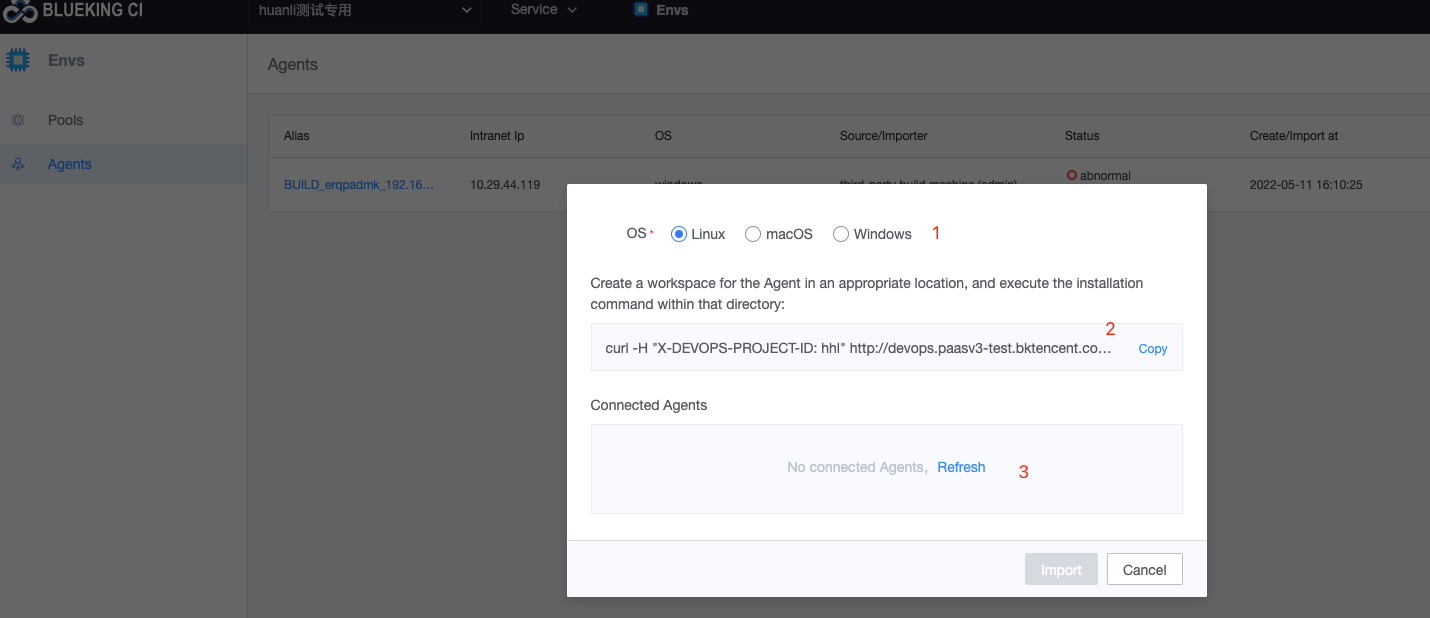 BLUEKING CI
huanli测试专用
Service
Envs
Envs
Agents
Pools
Agents
Alias
Intranet Ip
OS
Source/Importer
Status
Create/Import at
BUILD_erqpadmk_192.16...
10.29.44.119
windows
third-party build machine (admin)
abnormal
2022-05-11 16:10:25
OS*
Linux
macOS
Windows
1
Create a workspace for the Agent in an appropriate location, and execute the installation
command within that directory:
2
curl -H "X-DEVOPS-PROJECT-ID: hhl" http://devops.paasv3-test.bktencent.co...
Copy
Connected Agents
No connected Agents, Refresh
3
Import
Cancel